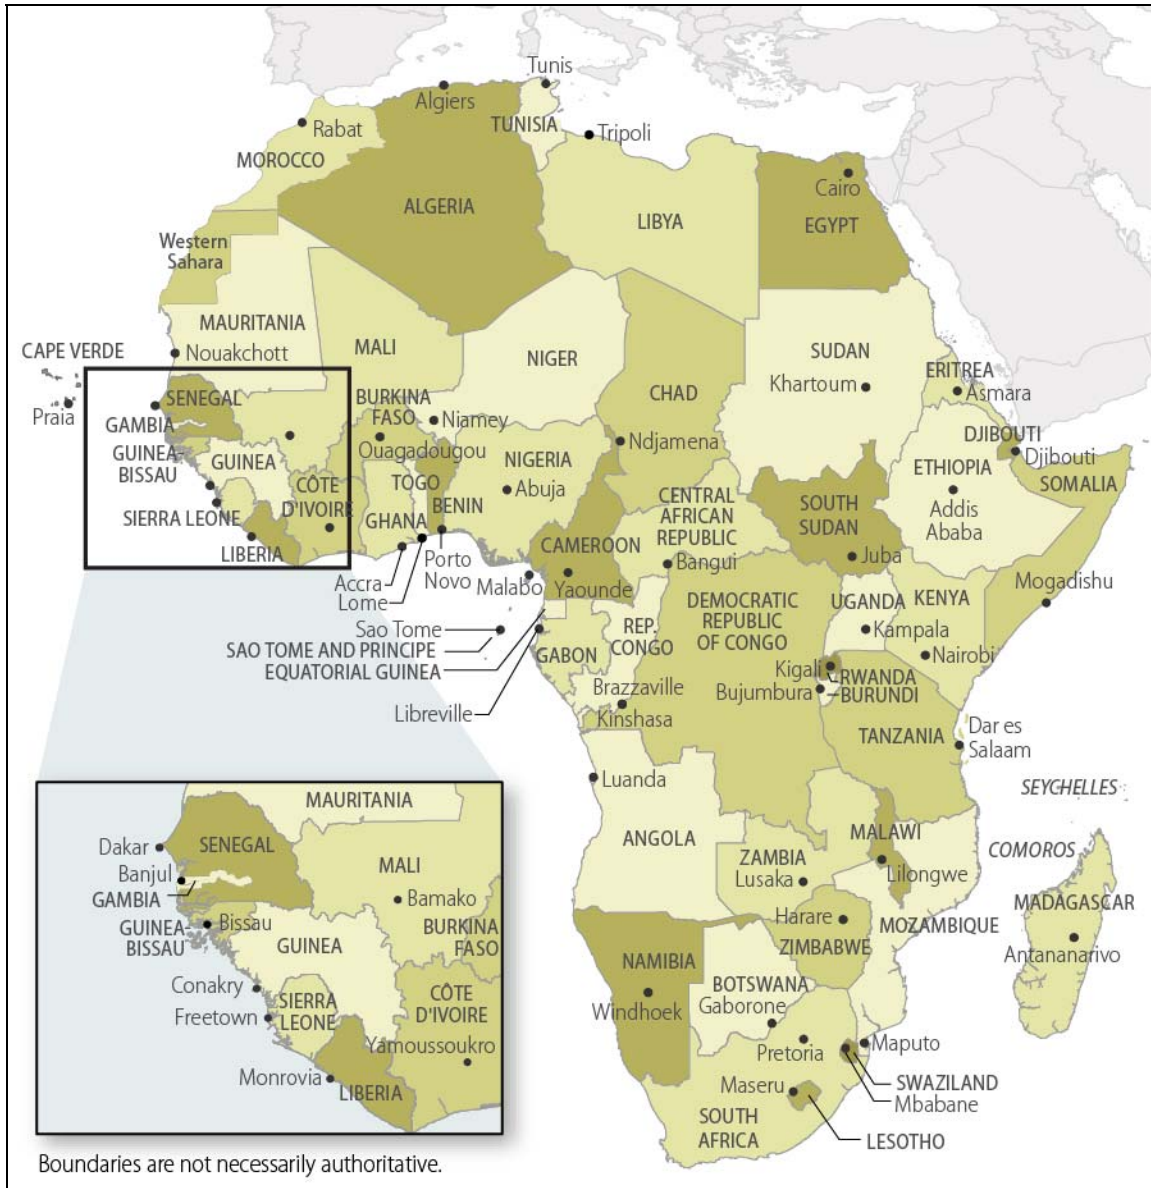 Tunis
Algiers
TUNISIA
Rabat
Tripoli
MOROCCO
Cairo
ALGERIA
LIBYA
EGYPT
Western
Sahara
MAURITANIA
CAPE VERDE
Nouakchott
MALI
NIGER
SUDAN
CHAD
Khartoum
ERITREA
Asmara
Praia
SENEGAL
GAMBIA
GUINEA-
BISSAU
BURKINA
FASO
Niamey
Ouagadougou
Ndjamena
DJIBOUTI
Djibouti
GUINEA
NIGERIA
Abuja
ETHIOPIA
SOMALIA
CÔTE
D'IVOIRE
TOGO
BENIN
GHANA
CENTRAL
AFRICAN
REPUBLIC
SOUTH
SUDAN
Addis
Ababa
SIERRA LEONE
LIBERIA
CAMEROON
Bangui
Juba
Accra
Lome
Porto
Novo
Malabo
Yaounde
Mogadishu
DEMOCRATIC
REPUBLIC
OF CONGO
UGANDA
KENYA
Kampala
Sao Tome
SAO TOME AND PRINCIPE
EQUATORIAL GUINEA
GABON
REP.
CONGO
Nairobi
Kigali
RWANDA
Bujumbura
BURUNDI
Libreville
Brazzaville
Kinshasa
TANZANIA
Dar es
Salaam
Luanda
SEYCHELLES
ANGOLA
MALAWI
COMOROS
ZAMBIA
Lusaka
Lilongwe
MADAGASCAR
Harare
MOZAMBIQUE
Antananarivo
NAMIBIA
ZIMBABWE
Windhoek
BOTSWANA
Gaborone
Pretoria
Maputo
Maseru
SWAZILAND
Mbabane
SOUTH
AFRICA
LESOTHO
MAURITANIA
Dakar
SENEGAL
MALI
Banjul
GAMBIA
Bamako
GUINEA-
BISSAU
Bissau
BURKINA
FASO
GUINEA
Conakry
SIERRA
LEONE
CÔTE
D'IVOIRE
Freetown
Yamoussoukro
Monrovia
LIBERIA
Boundaries are not necessarily authoritative.